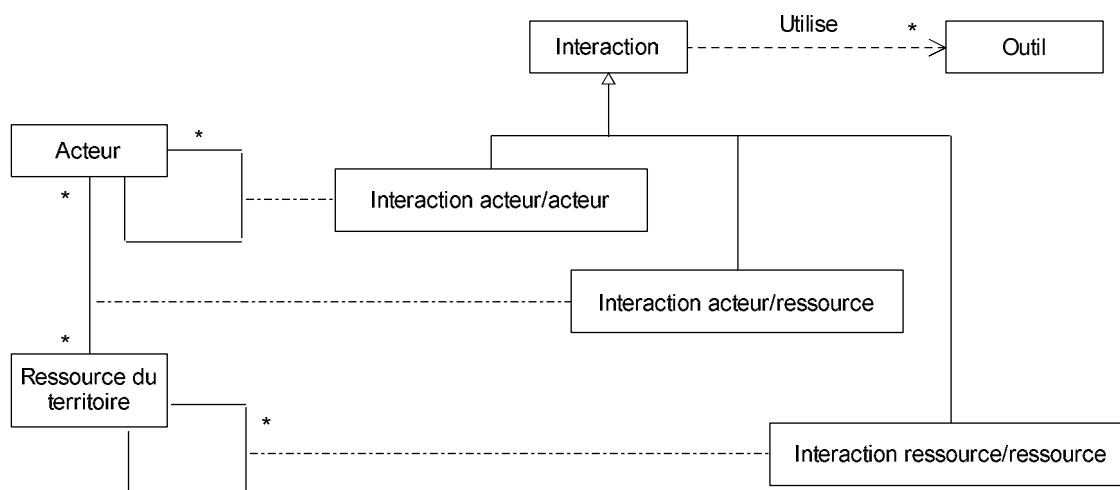 Utilise
*
Interaction
Outil
*
Acteur
*
Interaction acteur/acteur
Interaction acteur/ressource
*
Ressource du
territoire
*
Interaction ressource/ressource